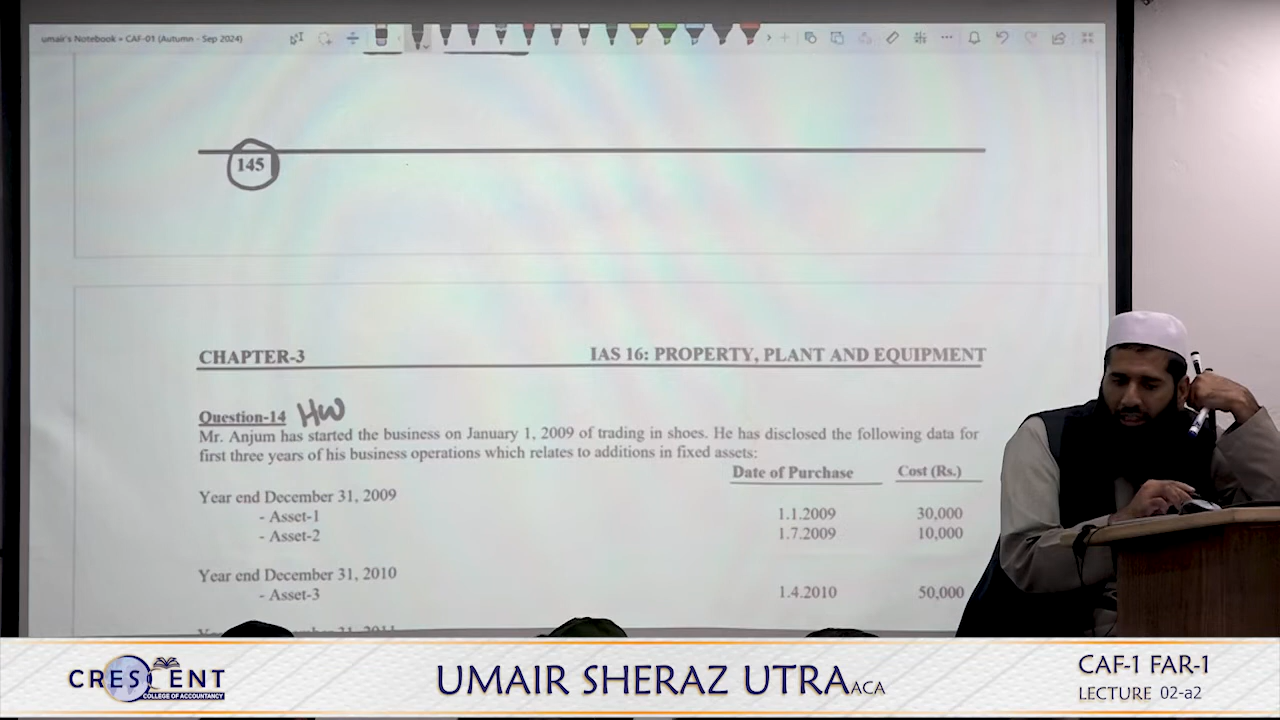 umair's Notebook » CAF-01 (Autumn - Sep 2024)
145
CHAPTER-3 IAS 16: PROPERTY, PLANT AND EQUIPMENT
Question-14 HW
Mr. Anjum has started the business on January 1, 2009 of trading in shoes. He has disclosed the following data for
first three years of his business operations which relates to additions in fixed assets:
Date of Purchase Cost (Rs.)
Year end December 31, 2009
- Asset-1 1.1.2009 30,000
- Asset-2 1.7.2009 10,000
Year end December 31, 2010
- Asset-3 1.4.2010 50,000
CRESCENT
COLLEGE OF ACCOUNTANCY
UMAIR SHERAZ UTRA ACA
CAF-1 FAR-1
LECTURE 02-a2